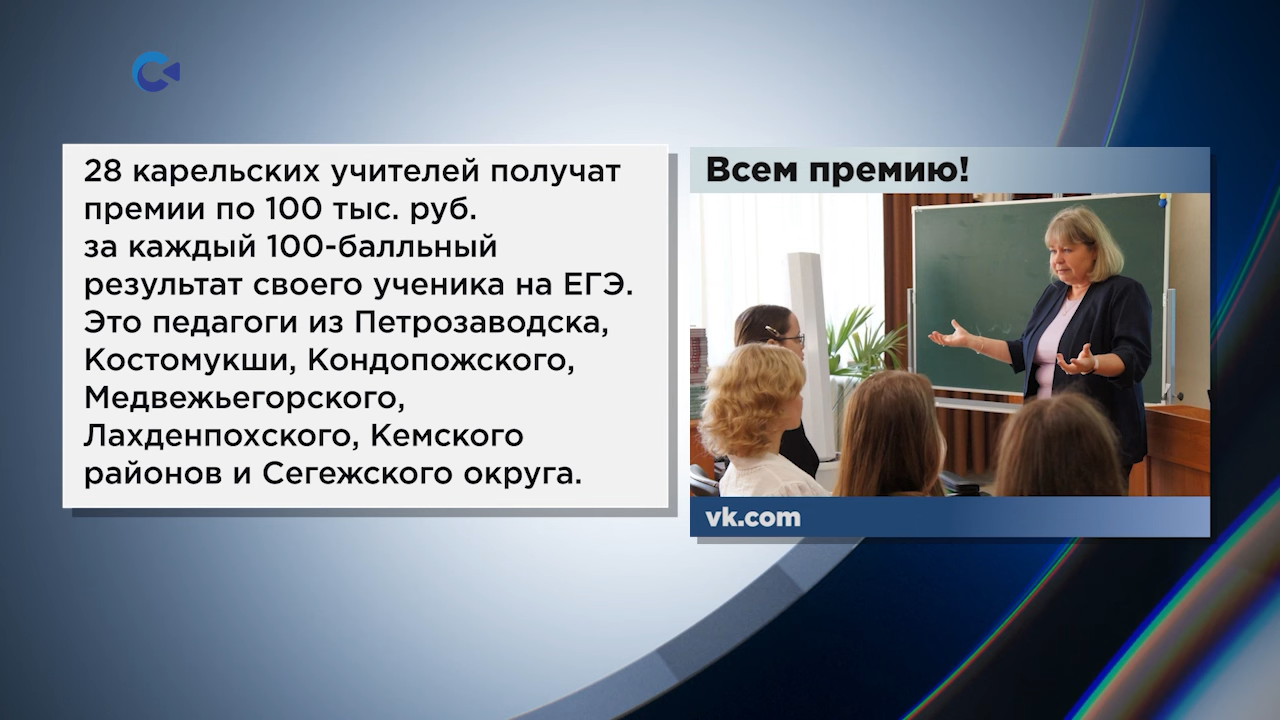 28 карельских учителей получат
премии по 100 тыс. руб.
за каждый 100-балльный
результат своего ученика на ЕГЭ.
Это педагоги из Петрозаводска,
Костомукши, Кондопожского,
Медвежьегорского,
Лахденпохского, Кемского
районов и Сегежского округа.
Всем премию!
vk.com